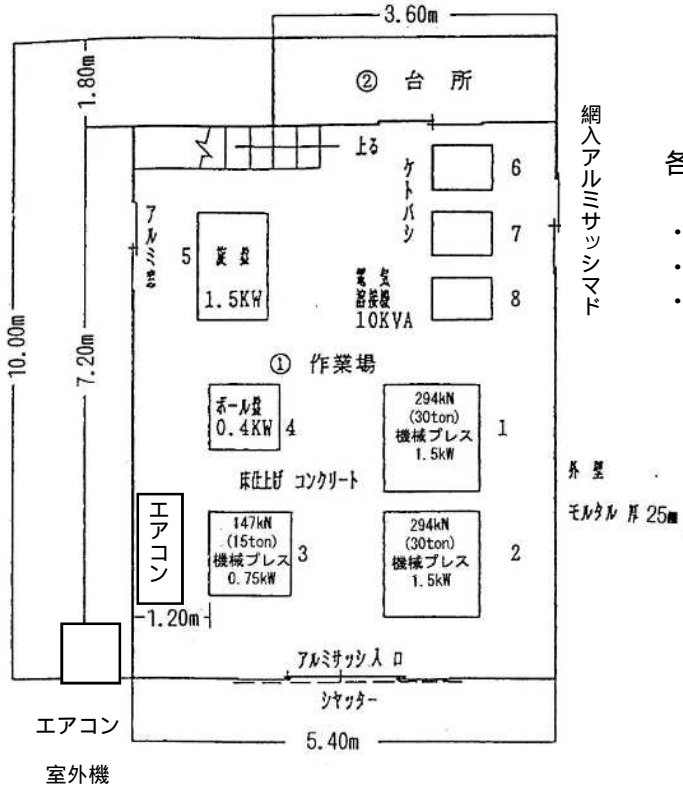 3.60m
1.80m
② 台所
上る
網入アルミサッシマド
各
・
・
・
ケトバシ
6
7
8
アルミ
5
旋盤
1.5KW
電気
溶接機
10KVA
10.00m
7.20m
① 作業場
ボール盤
0.4KW
4
294kN
(30ton)
機械プレス
1.5kW
1
床仕上げ コンクリート
外壁
モルタル 厚 25㎜
エアコン
147kN
(15ton)
機械プレス
0.75kW
3
294kN
(30ton)
機械プレス
1.5kW
2
1.20m
アルミサッシ入口
シヤッター
エアコン
室外機
5.40m